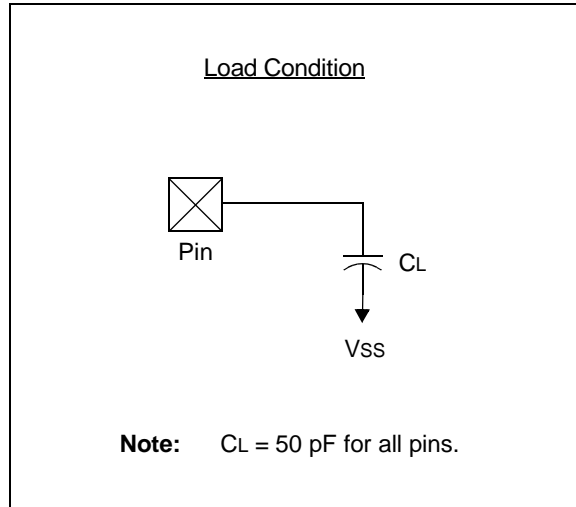 Load Condition
Pin
CL
VSS
Note: CL = 50 pF for all pins.